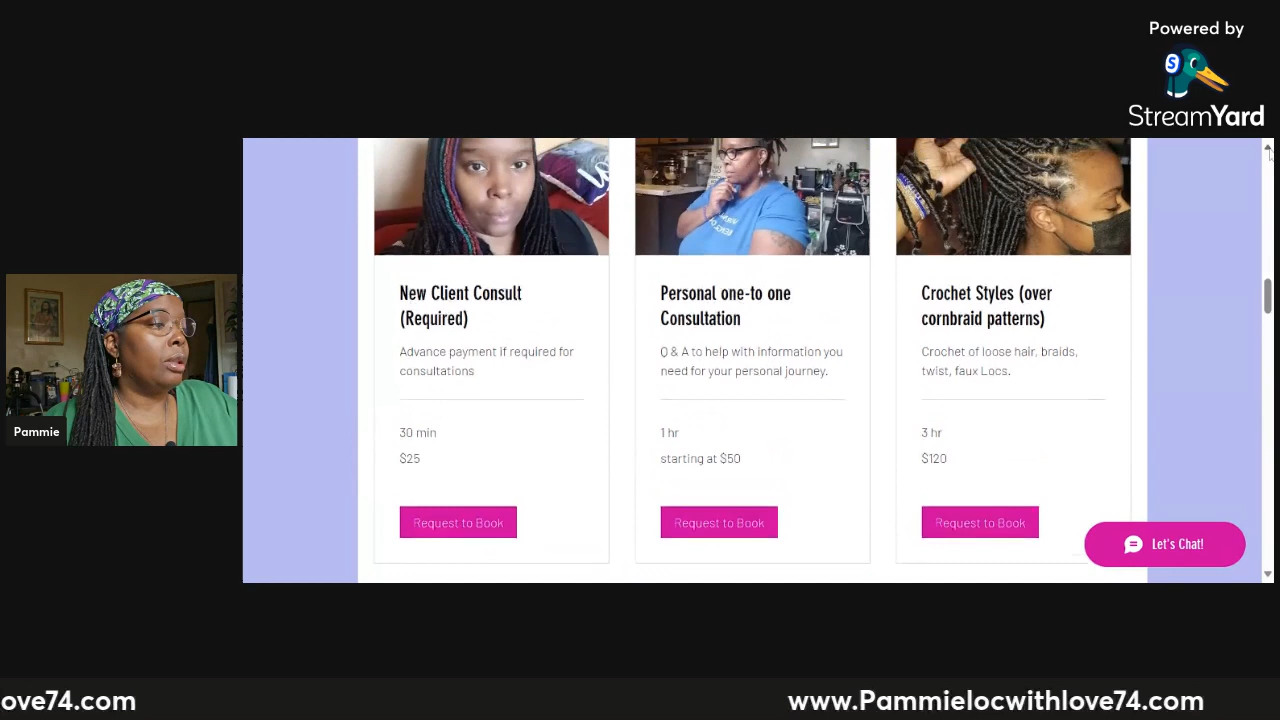 Powered by
S
StreamYard
New Client Consult
(Required)
Advance payment if required for
consultations
30 min
$25
Request to Book
Personal one-to one
Consultation
Q & A to help with information you
need for your personal journey.
1 hr
starting at $50
Request to Book
Crochet Styles (over
cornbraid patterns)
Crochet of loose hair, braids,
twist, faux Locs.
3 hr
$120
Request to Book
Let's Chat!
Pammie
ove74.com
www.Pammielocwithlove74.com